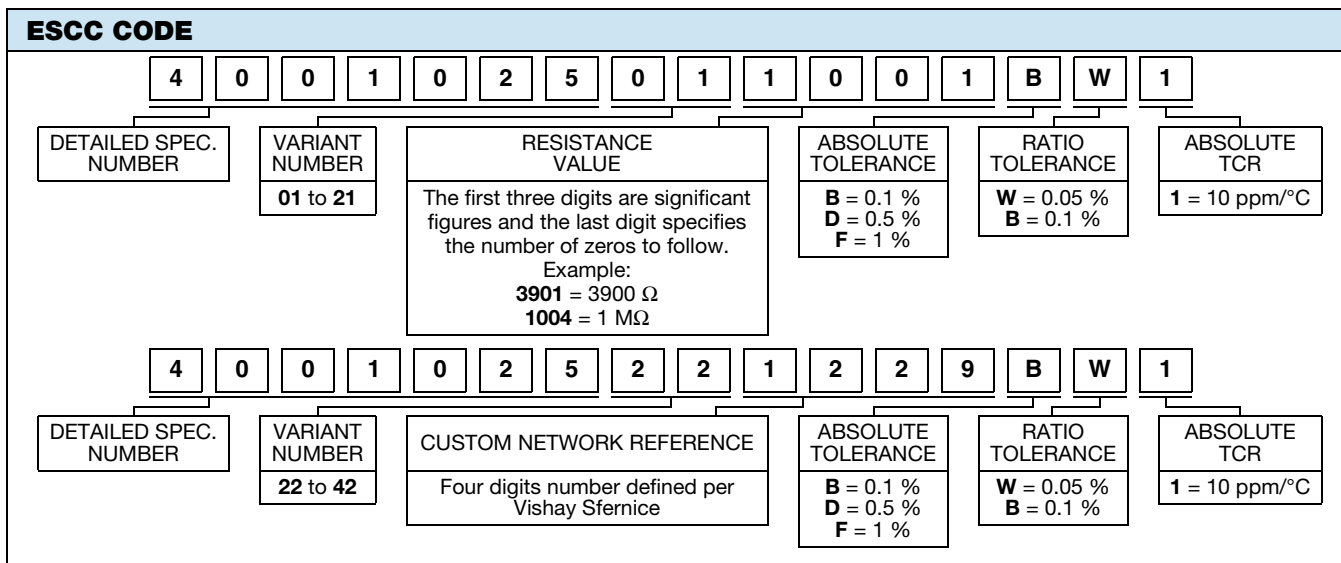 ESCC CODE
4 0 0 1 0 2 5 0 1 1 0 0 1 B W 1
DETAILED SPEC.
NUMBER
VARIANT
NUMBER
01 to 21
RESISTANCE
VALUE
The first three digits are significant
figures and the last digit specifies
the number of zeros to follow.
Example:
3901 = 3900 Ω
1004 = 1 MΩ
ABSOLUTE
TOLERANCE
B = 0.1 %
D = 0.5 %
F = 1 %
RATIO
TOLERANCE
W = 0.05 %
B = 0.1 %
ABSOLUTE
TCR
1 = 10 ppm/°C
4 0 0 1 0 2 5 2 2 1 2 2 9 B W 1
DETAILED SPEC.
NUMBER
VARIANT
NUMBER
22 to 42
CUSTOM NETWORK REFERENCE
Four digits number defined per
Vishay Sfernice
ABSOLUTE
TOLERANCE
B = 0.1 %
D = 0.5 %
F = 1 %
RATIO
TOLERANCE
W = 0.05 %
B = 0.1 %
ABSOLUTE
TCR
1 = 10 ppm/°C